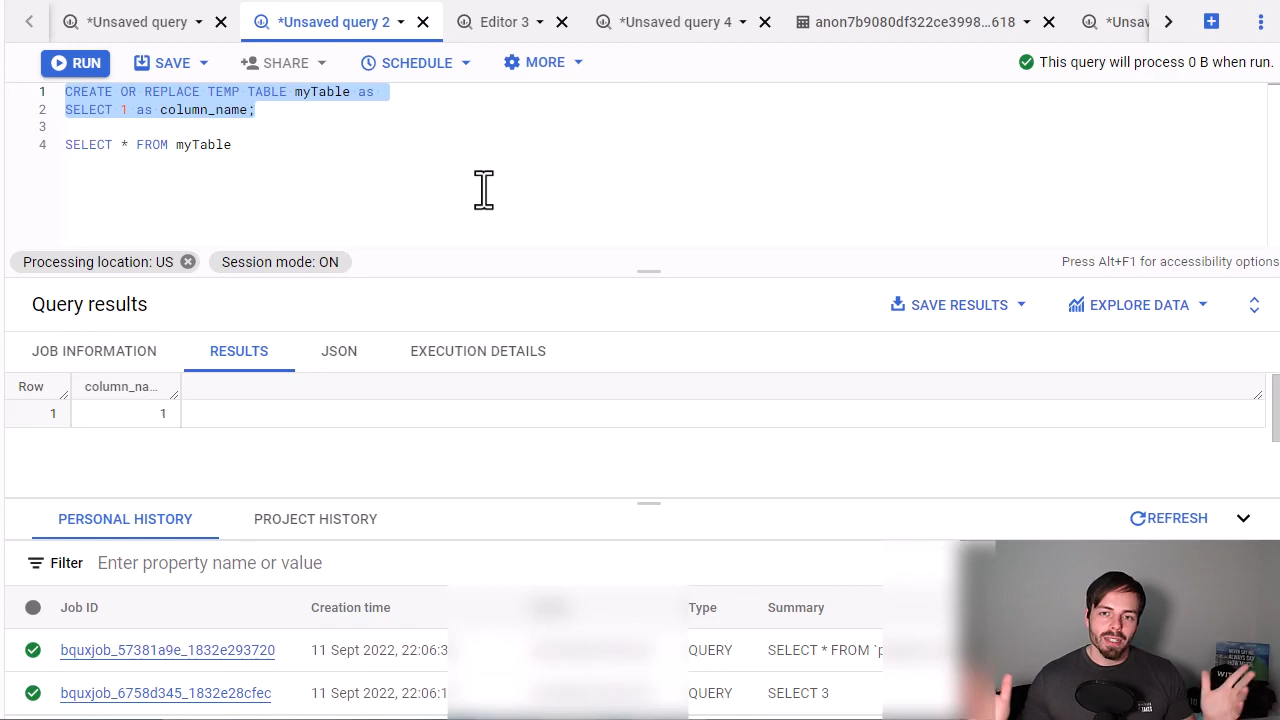 *Unsaved query
*Unsaved query 2
Editor 3
*Unsaved query 4
anon7b9080df322ce3998...618
*Unsav
RUN
SAVE
SHARE
SCHEDULE
MORE
This query will process 0 B when run.
1 CREATE OR REPLACE TEMP TABLE myTable as
2 SELECT 1 as column_name;
3
4 SELECT * FROM myTable
Processing location: US
Session mode: ON
Press Alt+F1 for accessibility options
Query results
SAVE RESULTS
EXPLORE DATA
JOB INFORMATION
RESULTS
JSON
EXECUTION DETAILS
Row column_na...
1 1
PERSONAL HISTORY
PROJECT HISTORY
REFRESH
Filter Enter property name or value
Job ID Creation time Type Summary
bquxjob_57381a9e_1832e293720 11 Sept 2022, 22:06:3 QUERY SELECT * FROM `p
bquxjob_6758d345_1832e28cfec 11 Sept 2022, 22:06:1 QUERY SELECT 3